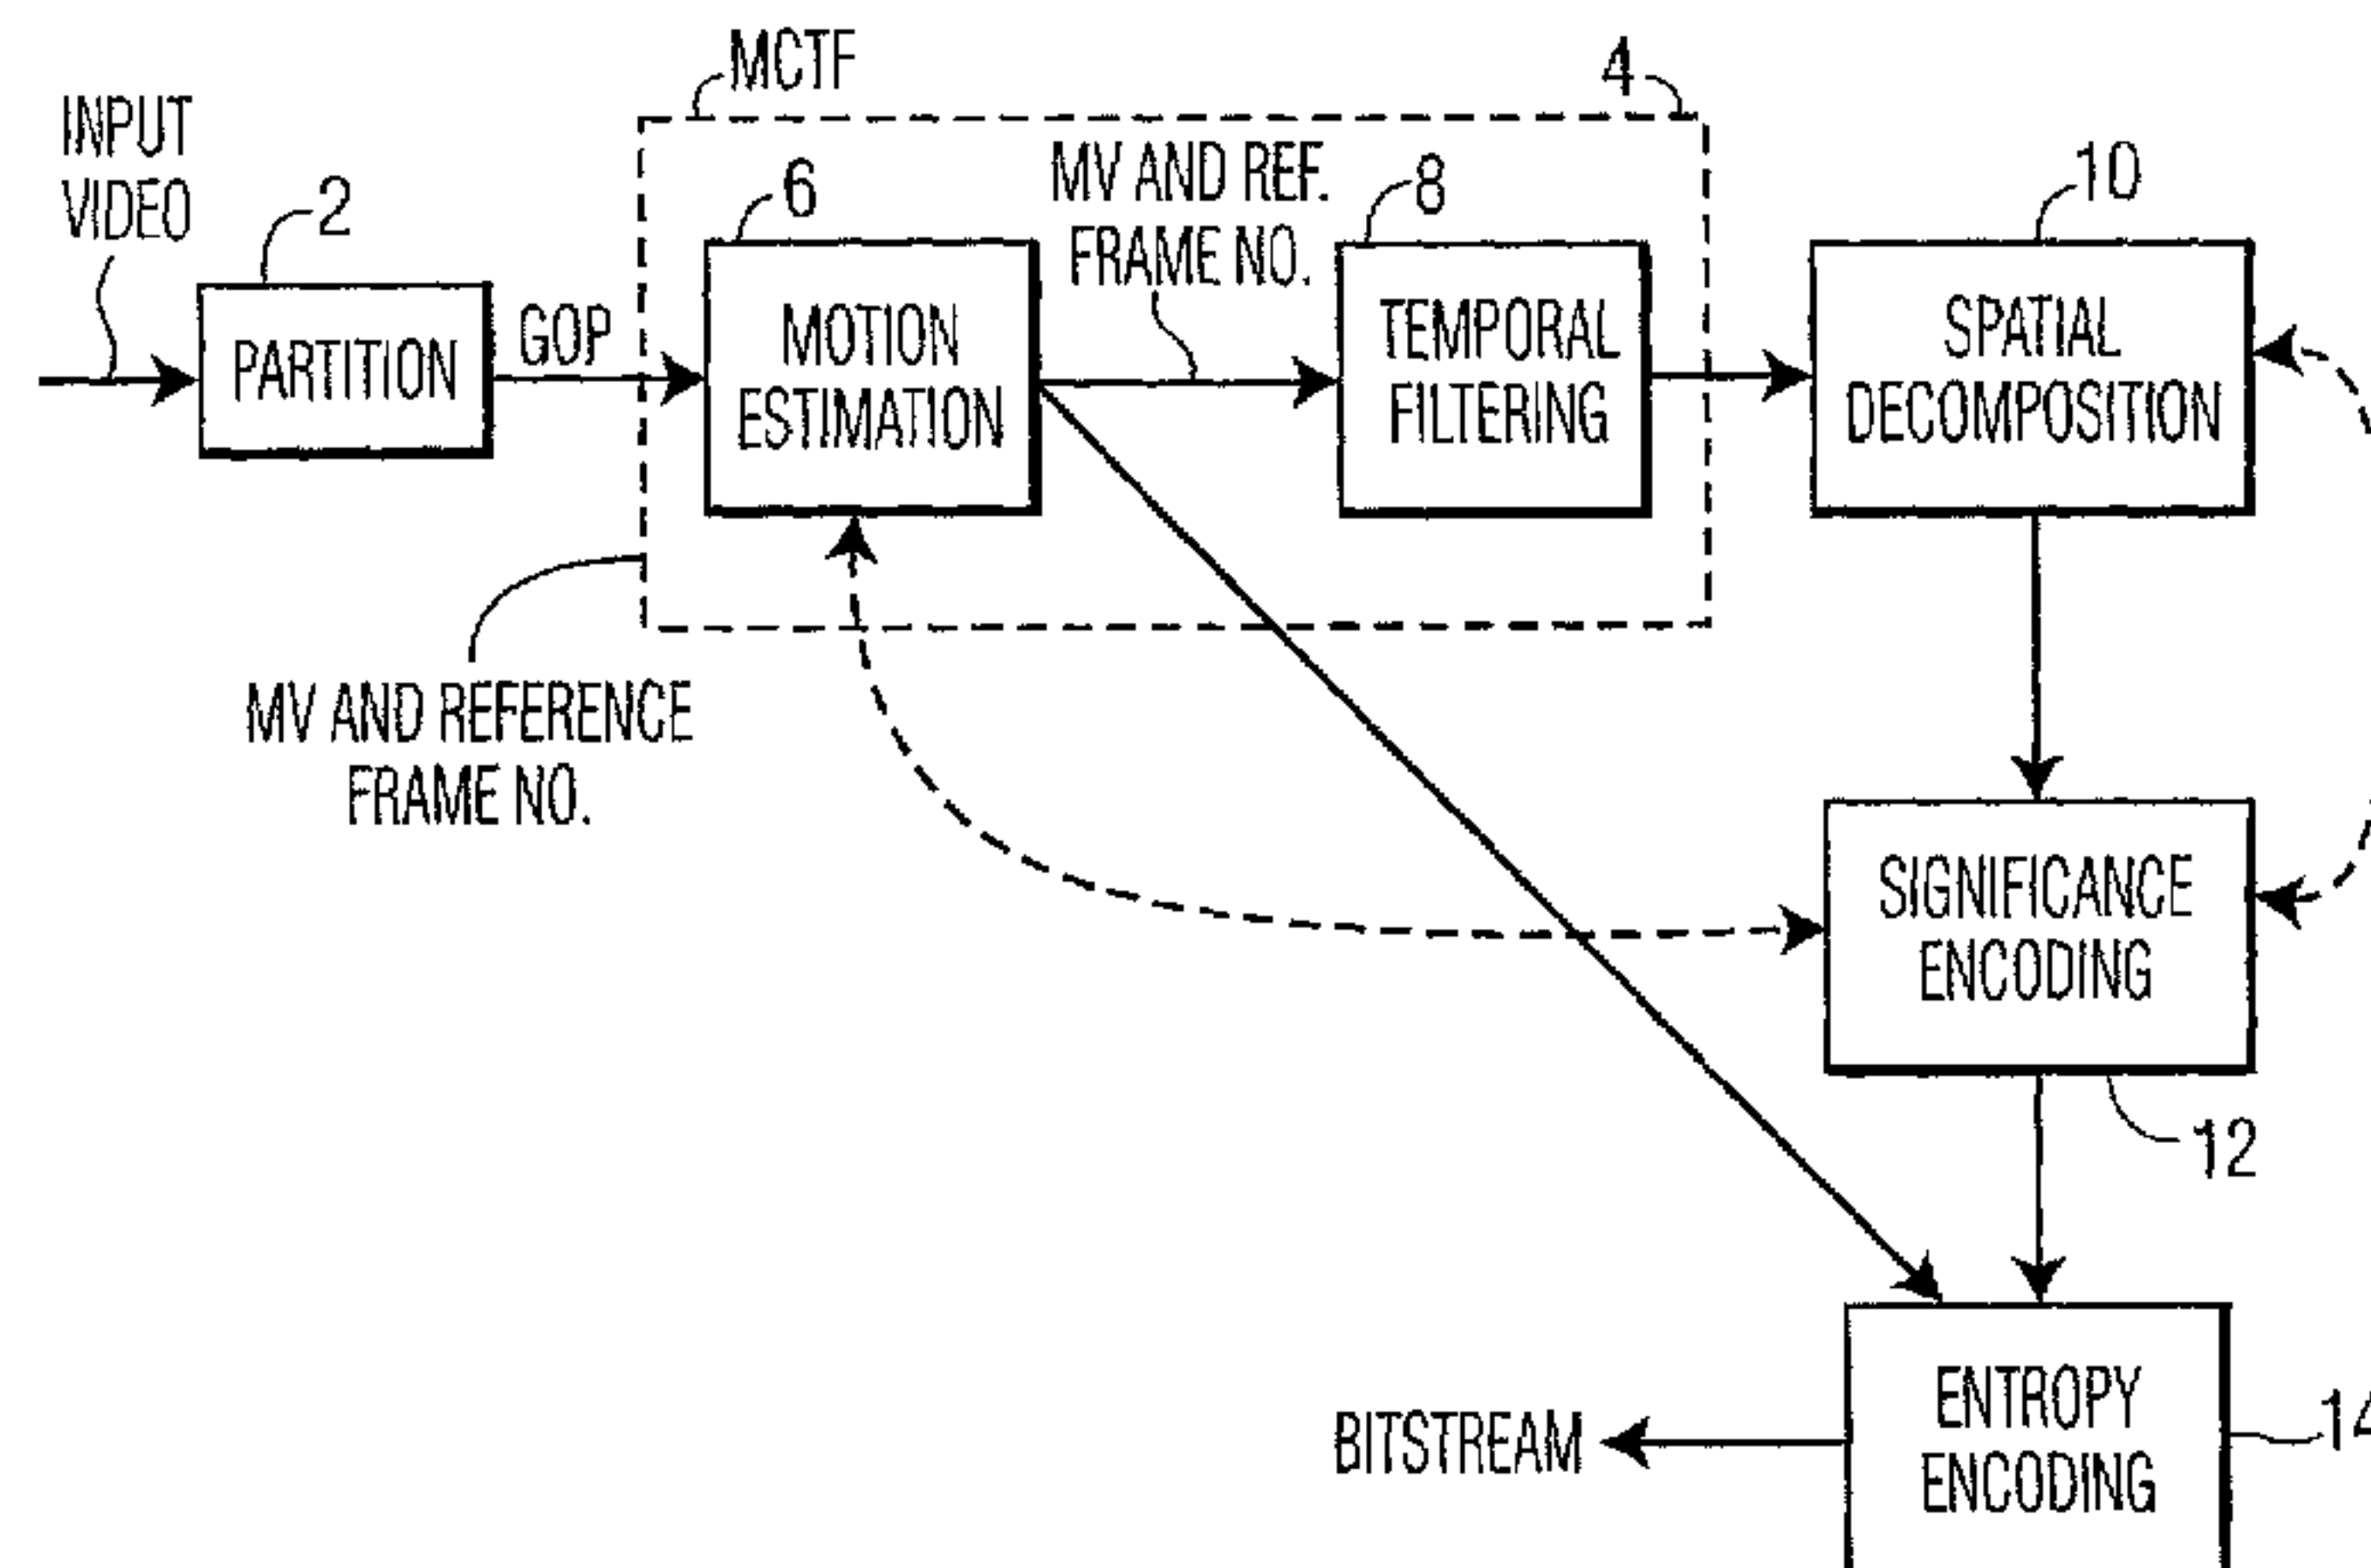 MCTF
4
INPUT
VIDEO
2
6
MV AND REF.
FRAME NO.
8
10
PARTITION
GOP
MOTION
ESTIMATION
TEMPORAL
FILTERING
SPATIAL
DECOMPOSITION
MV AND REFERENCE
FRAME NO.
SIGNIFICANCE
ENCODING
12
ENTROPY
ENCODING
14
BITSTREAM